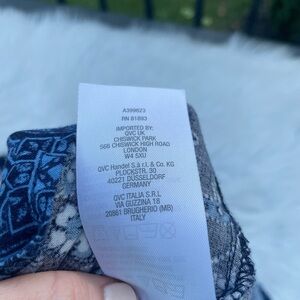 A399623
RN 81893
IMPORTED BY:
QVC UK
CHISWICK PARK
566 CHISWICK HIGH ROAD
LONDON
W4 5XU
QVC Handel S.à r.l. & Co. KG
PLOCKSTR. 30
40221 DÜSSELDORF
GERMANY
QVC ITALIA S.R.L
VIA GUZZINA 18
20861 BRUGHERIO (MB)
ITALY